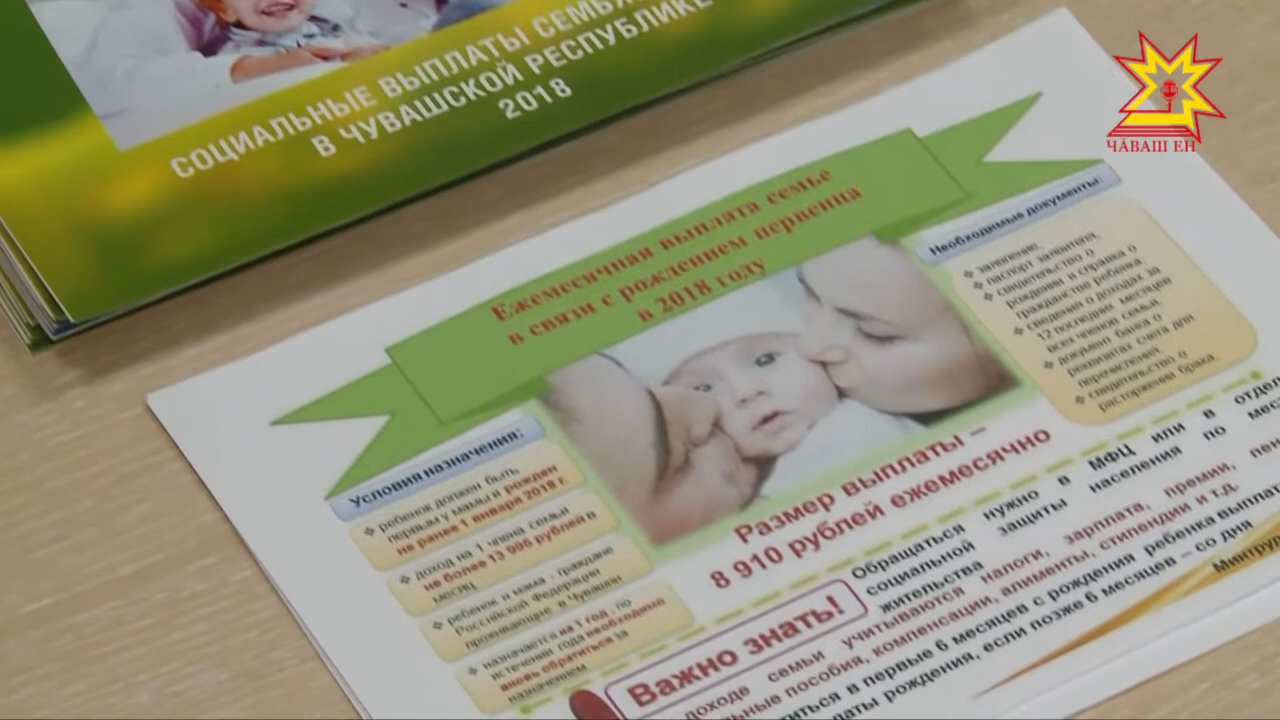 СОЦИАЛЬНЫЕ ВЫПЛАТЫ
В ЧУВАШСКОЙ РЕСПУБЛИКЕ
2018
ЧӐВАШ ЕН
Ежемесячная выплата семье
в связи с рождением первенца
в 2018 году
Условия назначения:
ребенок должен быть
первым у мамы и рожден
не ранее 1 января 2018 г.
доход на 1 члена семьи
не более 13 995 рублей в
месяц
ребенок и мама - граждане
Российской Федерации
проживающие в Чувашии
назначается на 1 год, по
истечении года необходимо
вновь обратиться за
назначением
Необходимые документы:
заявление,
паспорт заявителя,
свидетельство о
рождении и справка о
гражданстве ребенка,
сведения о доходах за
12 последних месяцев
всех членов семьи,
документ банка о
реквизитах счета для
перечисления,
свидетельство о
расторжении брака.
Размер выплаты –
8 910 рублей ежемесячно
Важно знать!
Обращаться нужно в МФЦ или в отдел
социальной защиты населения по
жительства
доходе семьи учитываются налоги, зарплата, премии,
пособия, компенсации, алименты, стипендии и т.д.
в первые 6 месяцев с рождения ребенка
рождения, если позже 6 месяцев – со дня